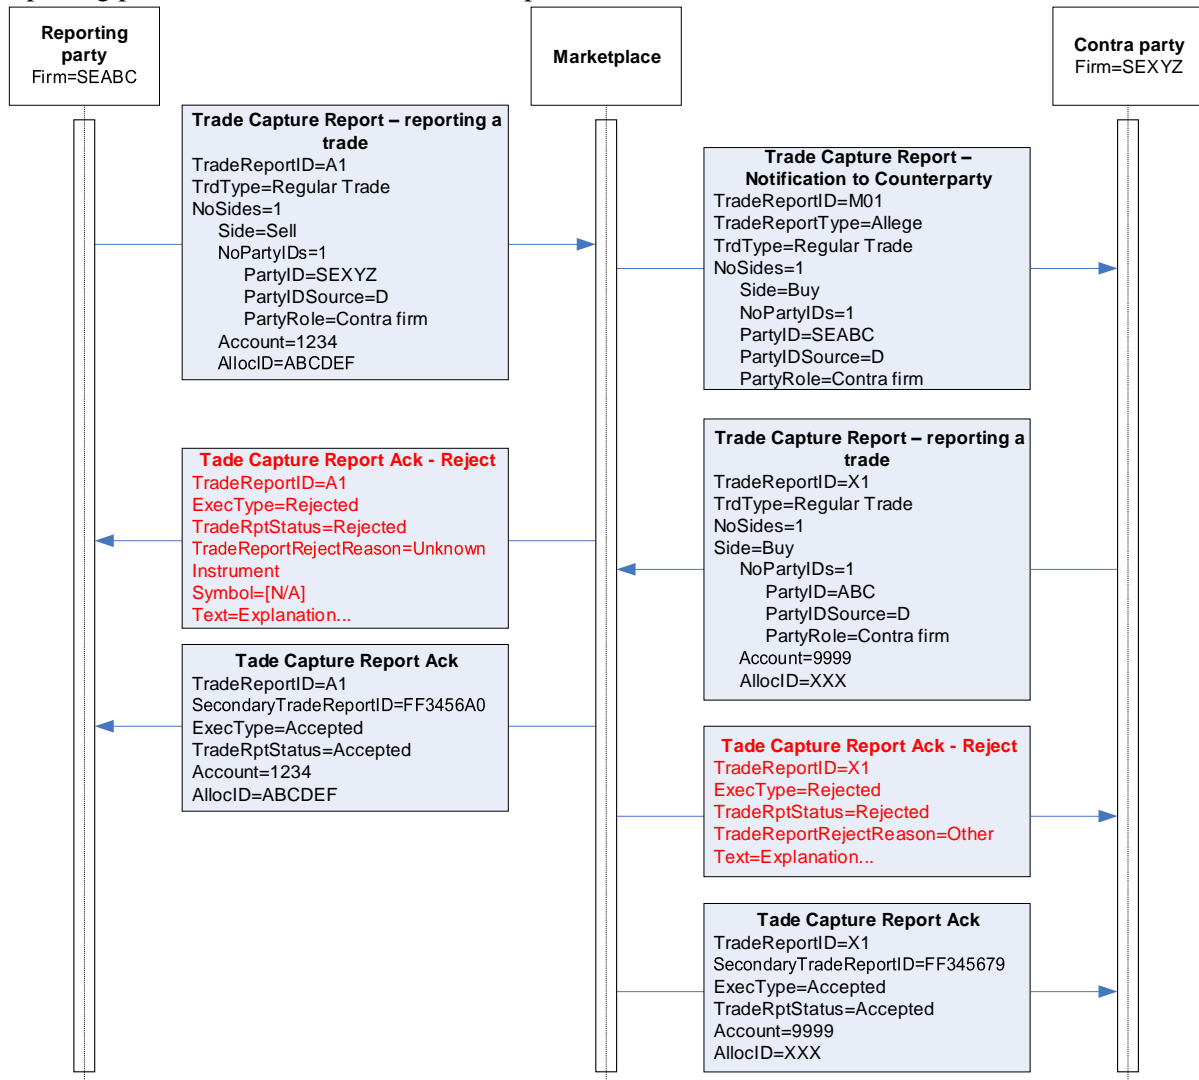 Reporting
party
Firm=SEABC
Marketplace
Contra party
Firm=SEXYZ
Trade Capture Report – reporting a
trade
TradeReportID=A1
TrdType=Regular Trade
NoSides=1
Side=Sell
NoPartyIDs=1
PartyID=SEXYZ
PartyIDSource=D
PartyRole=Contra firm
Account=1234
AllocID=ABCDEF
Trade Capture Report –
Notification to Counterparty
TradeReportID=M01
TradeReportType=Allege
TrdType=Regular Trade
NoSides=1
Side=Buy
NoPartyIDs=1
PartyID=SEABC
PartyIDSource=D
PartyRole=Contra firm
Tade Capture Report Ack - Reject
TradeReportID=A1
ExecType=Rejected
TradeRptStatus=Rejected
TradeReportRejectReason=Unknown
Instrument
Symbol=[N/A]
Text=Explanation...
Trade Capture Report – reporting a
trade
TradeReportID=X1
TrdType=Regular Trade
NoSides=1
Side=Buy
NoPartyIDs=1
PartyID=ABC
PartyIDSource=D
PartyRole=Contra firm
Account=9999
AllocID=XXX
Tade Capture Report Ack
TradeReportID=A1
SecondaryTradeReportID=FF3456A0
ExecType=Accepted
TradeRptStatus=Accepted
Account=1234
AllocID=ABCDEF
Tade Capture Report Ack - Reject
TradeReportID=X1
ExecType=Rejected
TradeRptStatus=Rejected
TradeReportRejectReason=Other
Text=Explanation...
Tade Capture Report Ack
TradeReportID=X1
SecondaryTradeReportID=FF345679
ExecType=Accepted
TradeRptStatus=Accepted
Account=9999
AllocID=XXX